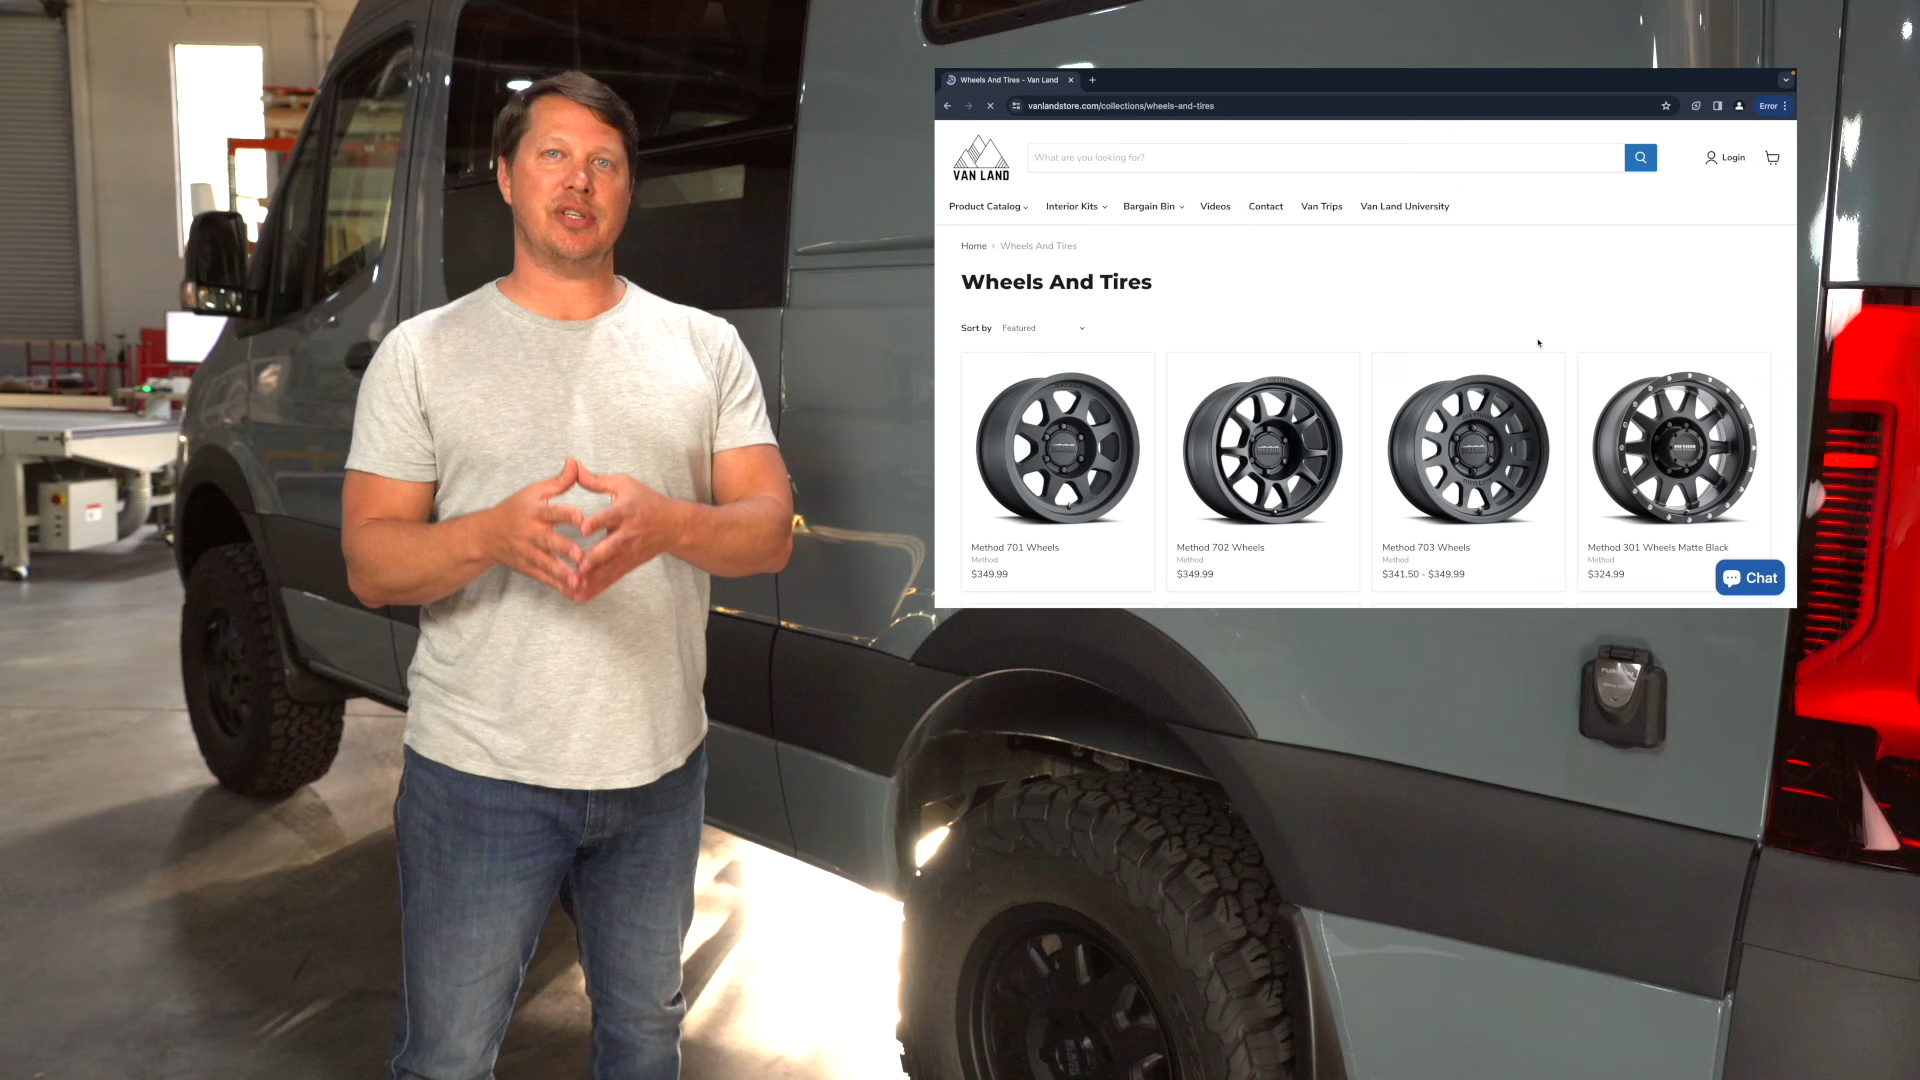 Wheels And Tires - Van Land
vanlandstore.com/collections/wheels-and-tires
Error
VAN LAND
What are you looking for?
Login
Product Catalog
Interior Kits
Bargain Bin
Videos
Contact
Van Trips
Van Land University
Home > Wheels And Tires
Wheels And Tires
Sort by Featured
Method 701 Wheels
Method
$349.99
Method 702 Wheels
Method
$349.99
Method 703 Wheels
Method
$341.50 - $349.99
METHOD
Method 301 Wheels Matte Black
Method
$324.99
Chat